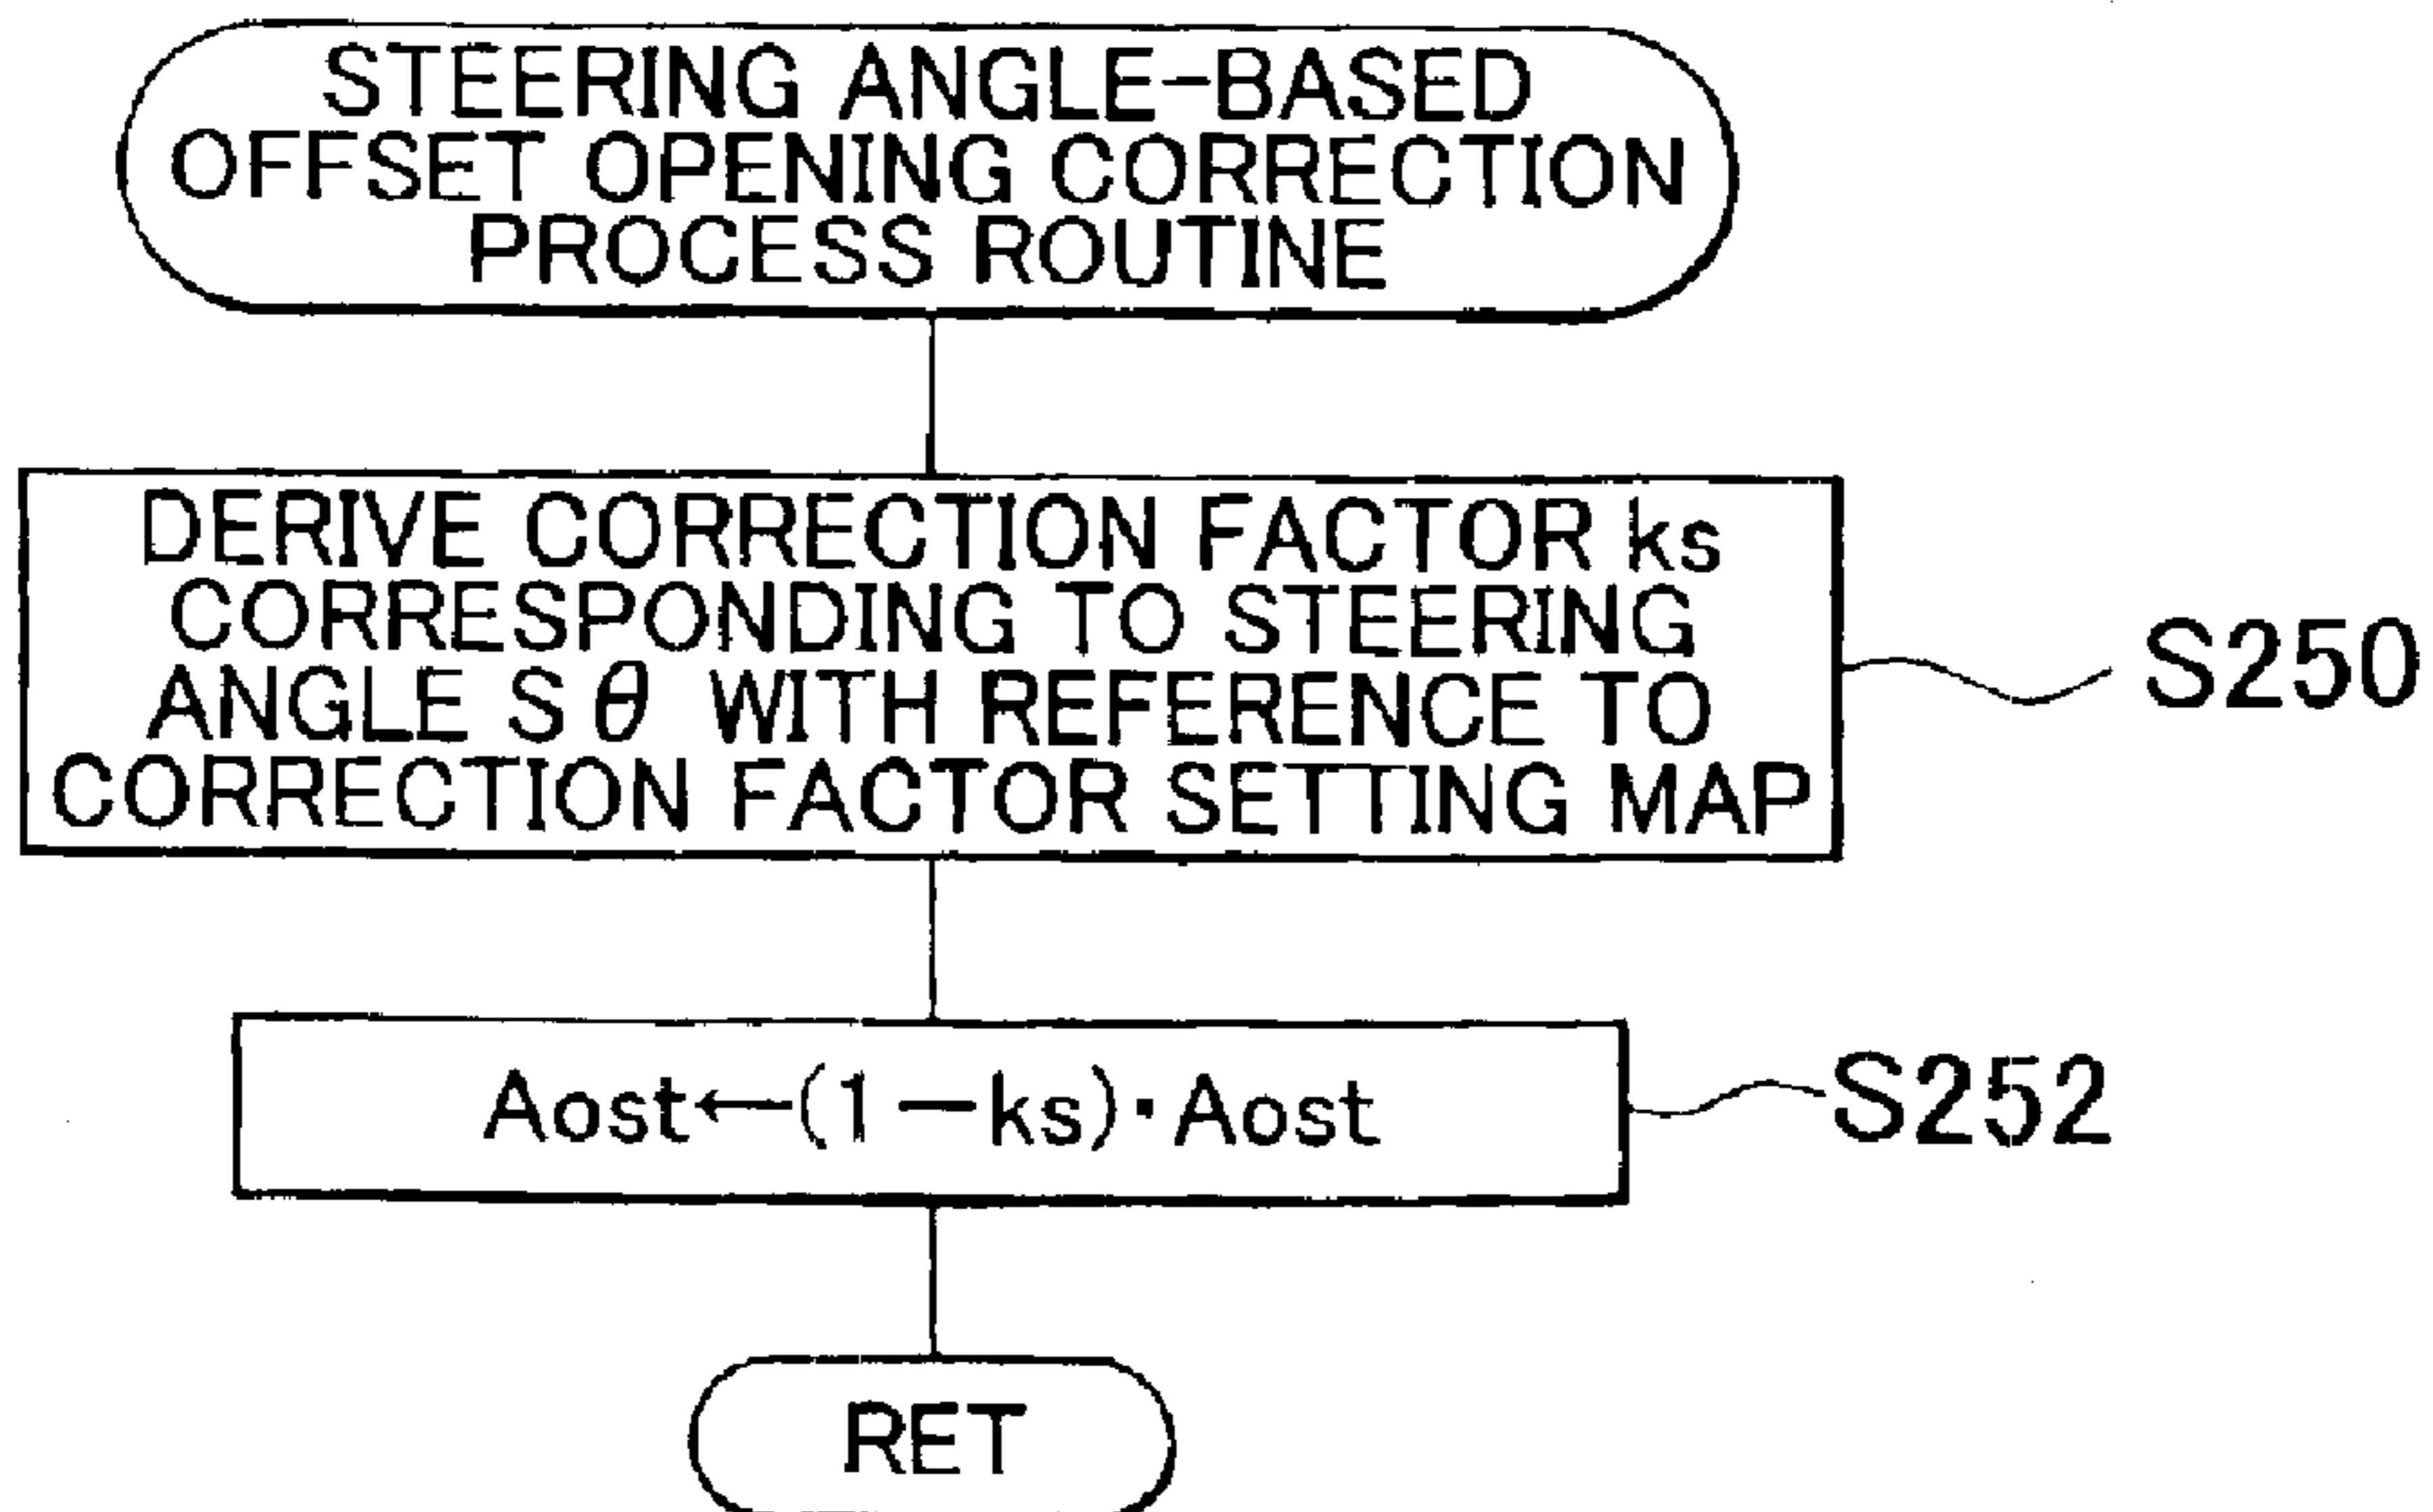 STEERING ANGLE-BASED
OFFSET OPENING CORRECTION
PROCESS ROUTINE
DERIVE CORRECTION FACTOR ks
CORRESPONDING TO STEERING
ANGLE S θ WITH REFERENCE TO
CORRECTION FACTOR SETTING MAP
S250
Aost←(1−ks)·Aost
S252
RET